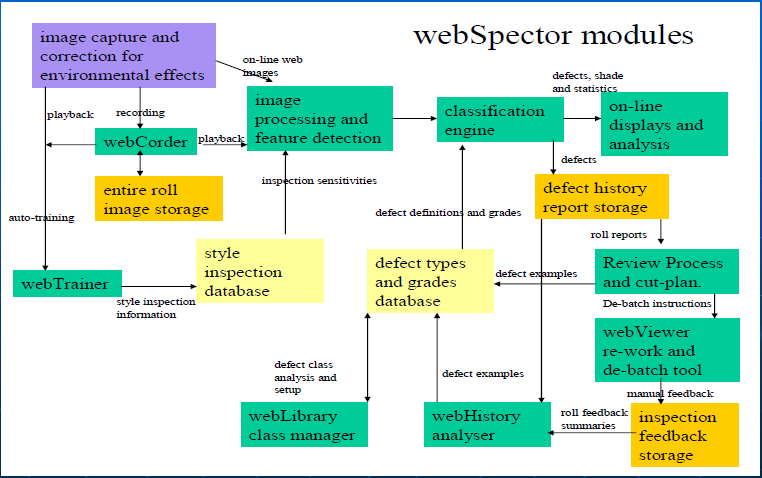 webSpector modules
image capture and
correction for
environmental effects
on-line web
images
defects, shade
and statistics
playback
recording
image
processing and
feature detection
classification
engine
on-line
displays and
analysis
webCorder
playback
defects
entire roll
image storage
inspection sensitivities
defect history
report storage
auto-training
defect definitions and grades
roll reports
style
inspection
database
defect types
and grades
database
defect examples
Review Process
and cut-plan.
webTrainer
style inspection
information
De-batch instructions
webViewer
re-work and
de-batch tool
defect class
analysis and
setup
defect examples
manual feedback
webLibrary
class manager
webHistory
analyser
roll feedback
summaries
inspection
feedback
storage